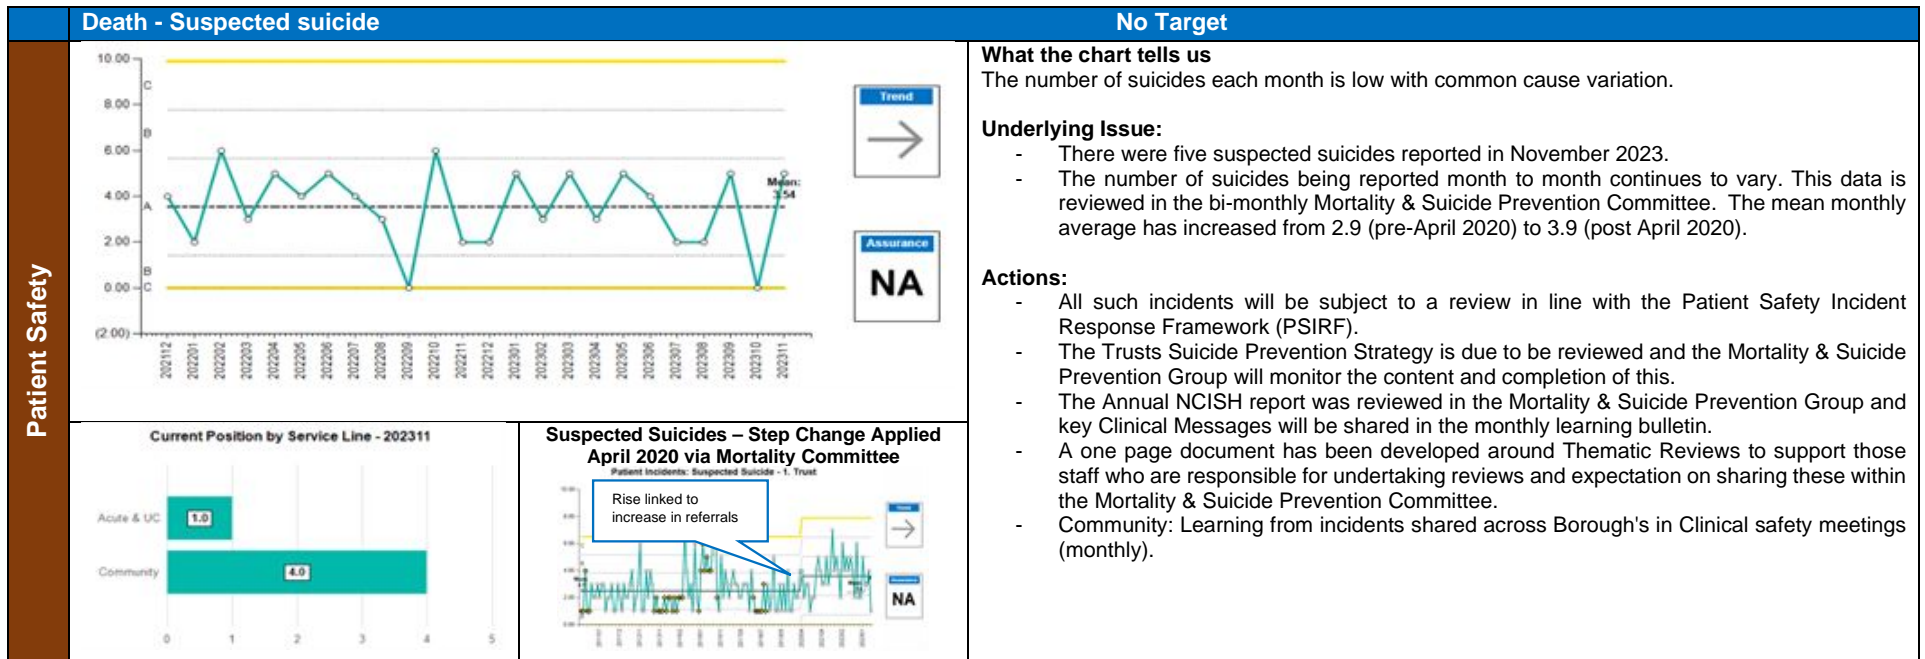 Death - Suspected suicide
No Target
Patient Safety
10.00
8.00
6.00
4.00
2.00
0.00
(2.00)
C
B
A
B
C
Mean:
3.54
202112
202201
202202
202203
202204
202205
202206
202207
202208
202209
202210
202211
202212
202301
202302
202303
202304
202305
202306
202307
202308
202309
202310
202311
Trend
Assurance
NA
Current Position by Service Line - 202311
Acute & UC
1.0
Community
4.0
0
1
2
3
4
5
Suspected Suicides – Step Change Applied
April 2020 via Mortality Committee
Patient Incidents: Suspected Suicide - 1. Trust
Rise linked to
increase in referrals
NA
What the chart tells us
The number of suicides each month is low with common cause variation.
Underlying Issue:
- There were five suspected suicides reported in November 2023.
- The number of suicides being reported month to month continues to vary. This data is
reviewed in the bi-monthly Mortality & Suicide Prevention Committee. The mean monthly
average has increased from 2.9 (pre-April 2020) to 3.9 (post April 2020).
Actions:
- All such incidents will be subject to a review in line with the Patient Safety Incident
Response Framework (PSIRF).
- The Trusts Suicide Prevention Strategy is due to be reviewed and the Mortality & Suicide
Prevention Group will monitor the content and completion of this.
- The Annual NCISH report was reviewed in the Mortality & Suicide Prevention Group and
key Clinical Messages will be shared in the monthly learning bulletin.
- A one page document has been developed around Thematic Reviews to support those
staff who are responsible for undertaking reviews and expectation on sharing these within
the Mortality & Suicide Prevention Committee.
- Community: Learning from incidents shared across Borough's in Clinical safety meetings
(monthly).